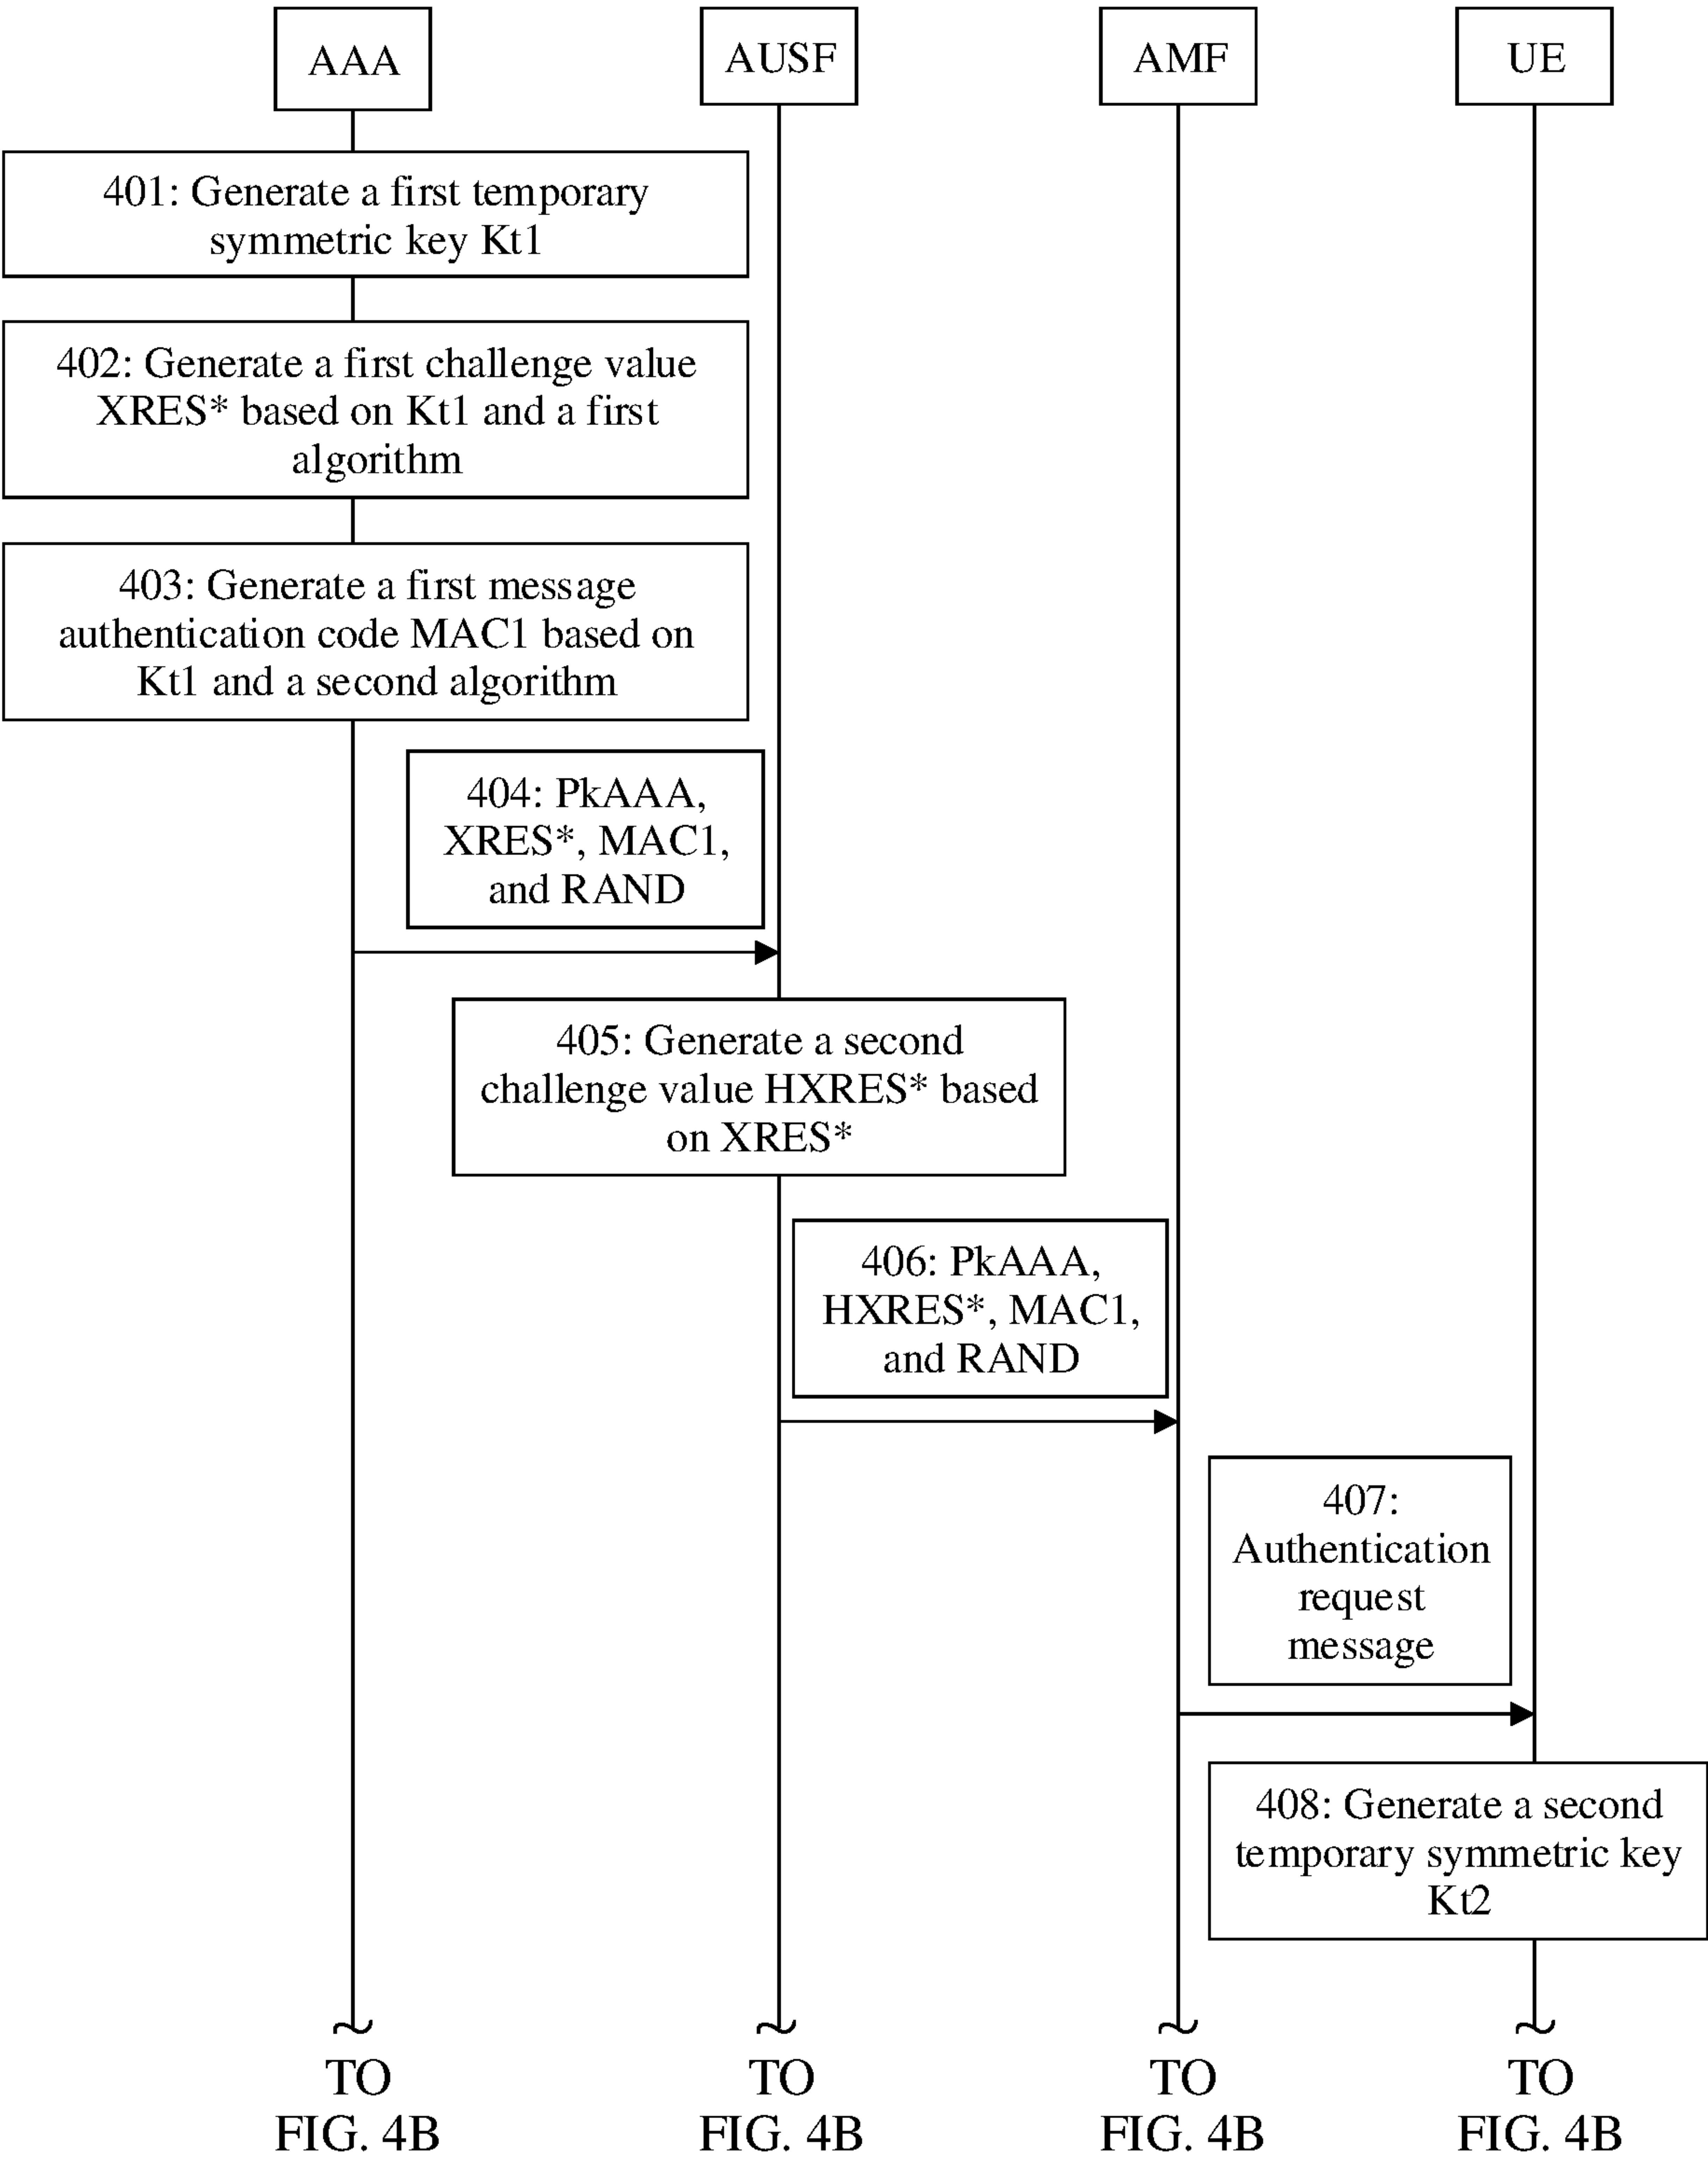 AAA
AUSF
AMF
UE
401: Generate a first temporary
symmetric key Kt1
402: Generate a first challenge value
XRES* based on Kt1 and a first
algorithm
403: Generate a first message
authentication code MAC1 based on
Kt1 and a second algorithm
404: PkAAA,
XRES*, MAC1,
and RAND
405: Generate a second
challenge value HXRES* based
on XRES*
406: PkAAA,
HXRES*, MAC1,
and RAND
407:
Authentication
request
message
408: Generate a second
temporary symmetric key
Kt2
TO
FIG. 4B
TO
FIG. 4B
TO
FIG. 4B
TO
FIG. 4B